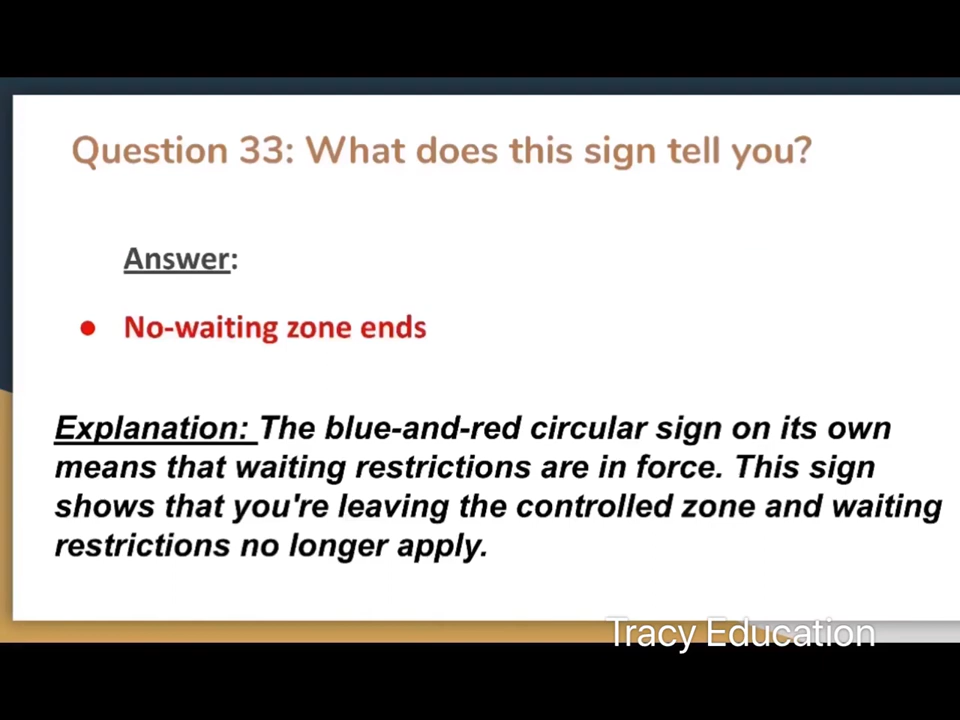 Question 33: What does this sign tell you?
Answer:
● No-waiting zone ends
Explanation: The blue-and-red circular sign on its own
means that waiting restrictions are in force. This sign
shows that you're leaving the controlled zone and waiting
restrictions no longer apply.
Tracy Education